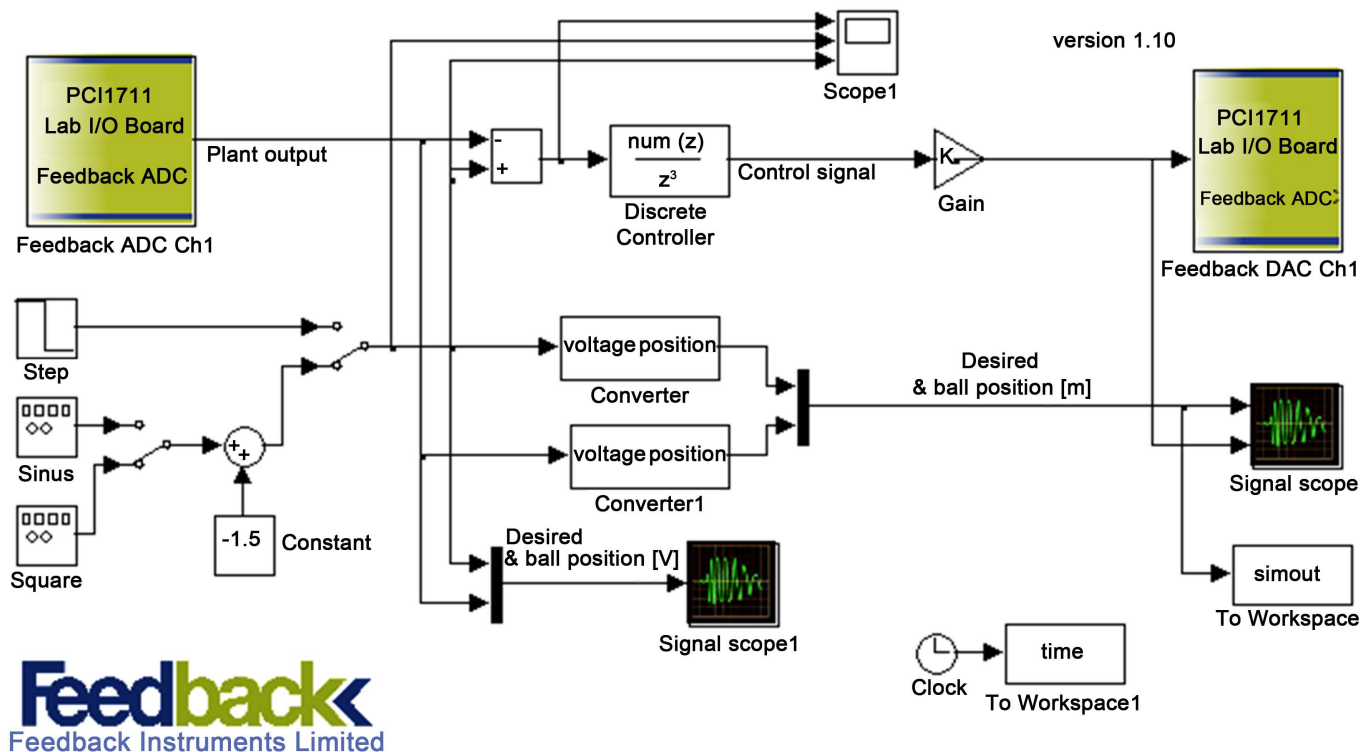 version 1.10
Scope1
PCI1711
Lab I/O Board
Feedback ADC
Feedback ADC Ch1
Plant output
-
+
num (z)
z³
Discrete
Controller
Control signal
K
Gain
PCI1711
Lab I/O Board
Feedback ADC
Feedback DAC Ch1
Step
voltage position
Converter
Desired
& ball position [m]
Sinus
+
+
voltage position
Converter1
Signal scope
Square
-1.5
Constant
Desired
& ball position [V]
Signal scope1
simout
To Workspace
Clock
time
To Workspace1
Feedback
Feedback Instruments Limited